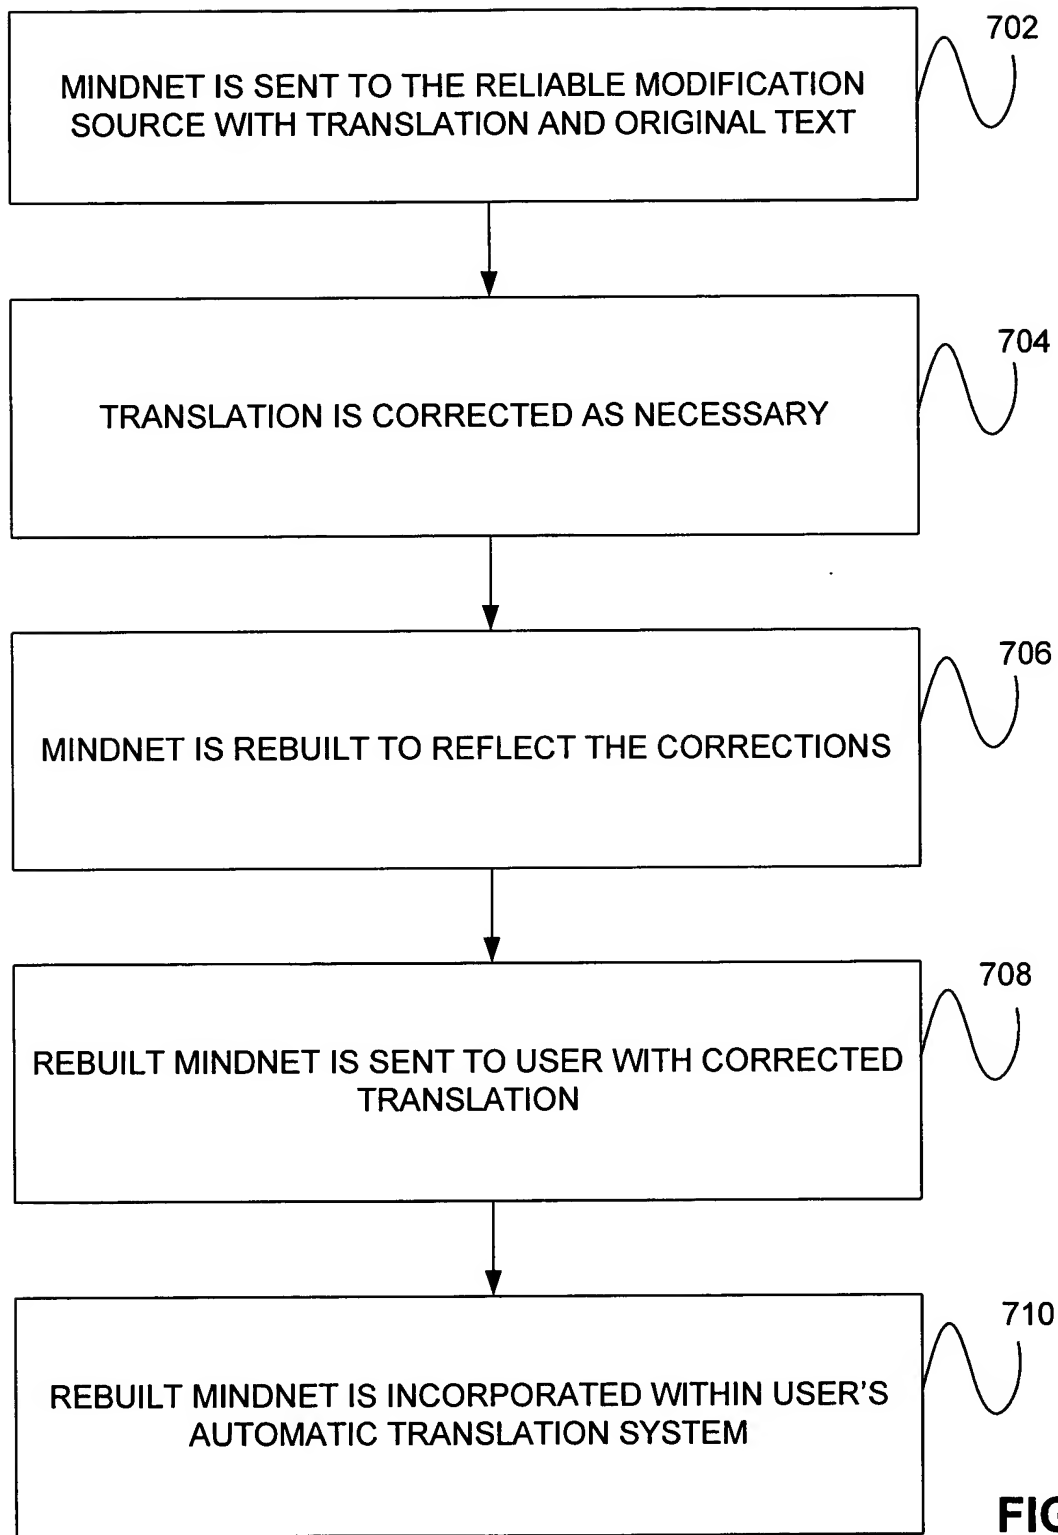 702
MINDNET IS SENT TO THE RELIABLE MODIFICATION
SOURCE WITH TRANSLATION AND ORIGINAL TEXT
704
TRANSLATION IS CORRECTED AS NECESSARY
706
MINDNET IS REBUILT TO REFLECT THE CORRECTIONS
708
REBUILT MINDNET IS SENT TO USER WITH CORRECTED
TRANSLATION
710
REBUILT MINDNET IS INCORPORATED WITHIN USER'S
AUTOMATIC TRANSLATION SYSTEM
FIG